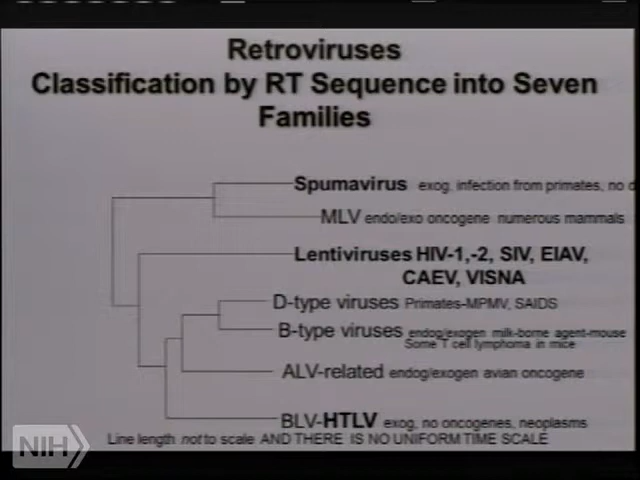 Retroviruses
Classification by RT Sequence into Seven
Families
Spumavirus exog. infection from primates, no d
MLV endo/exo oncogene numerous mammals
Lentiviruses HIV-1,-2, SIV, EIAV,
CAEV, VISNA
D-type viruses Primates-MPMV, SAIDS
B-type viruses endog/exogen milk-borne agent-mouse
Some T cell lymphoma in mice
ALV-related endog/exogen avian oncogene
BLV-HTLV exog, no oncogenes, neoplasms
Line length not to scale AND THERE IS NO UNIFORM TIME SCALE
NIH